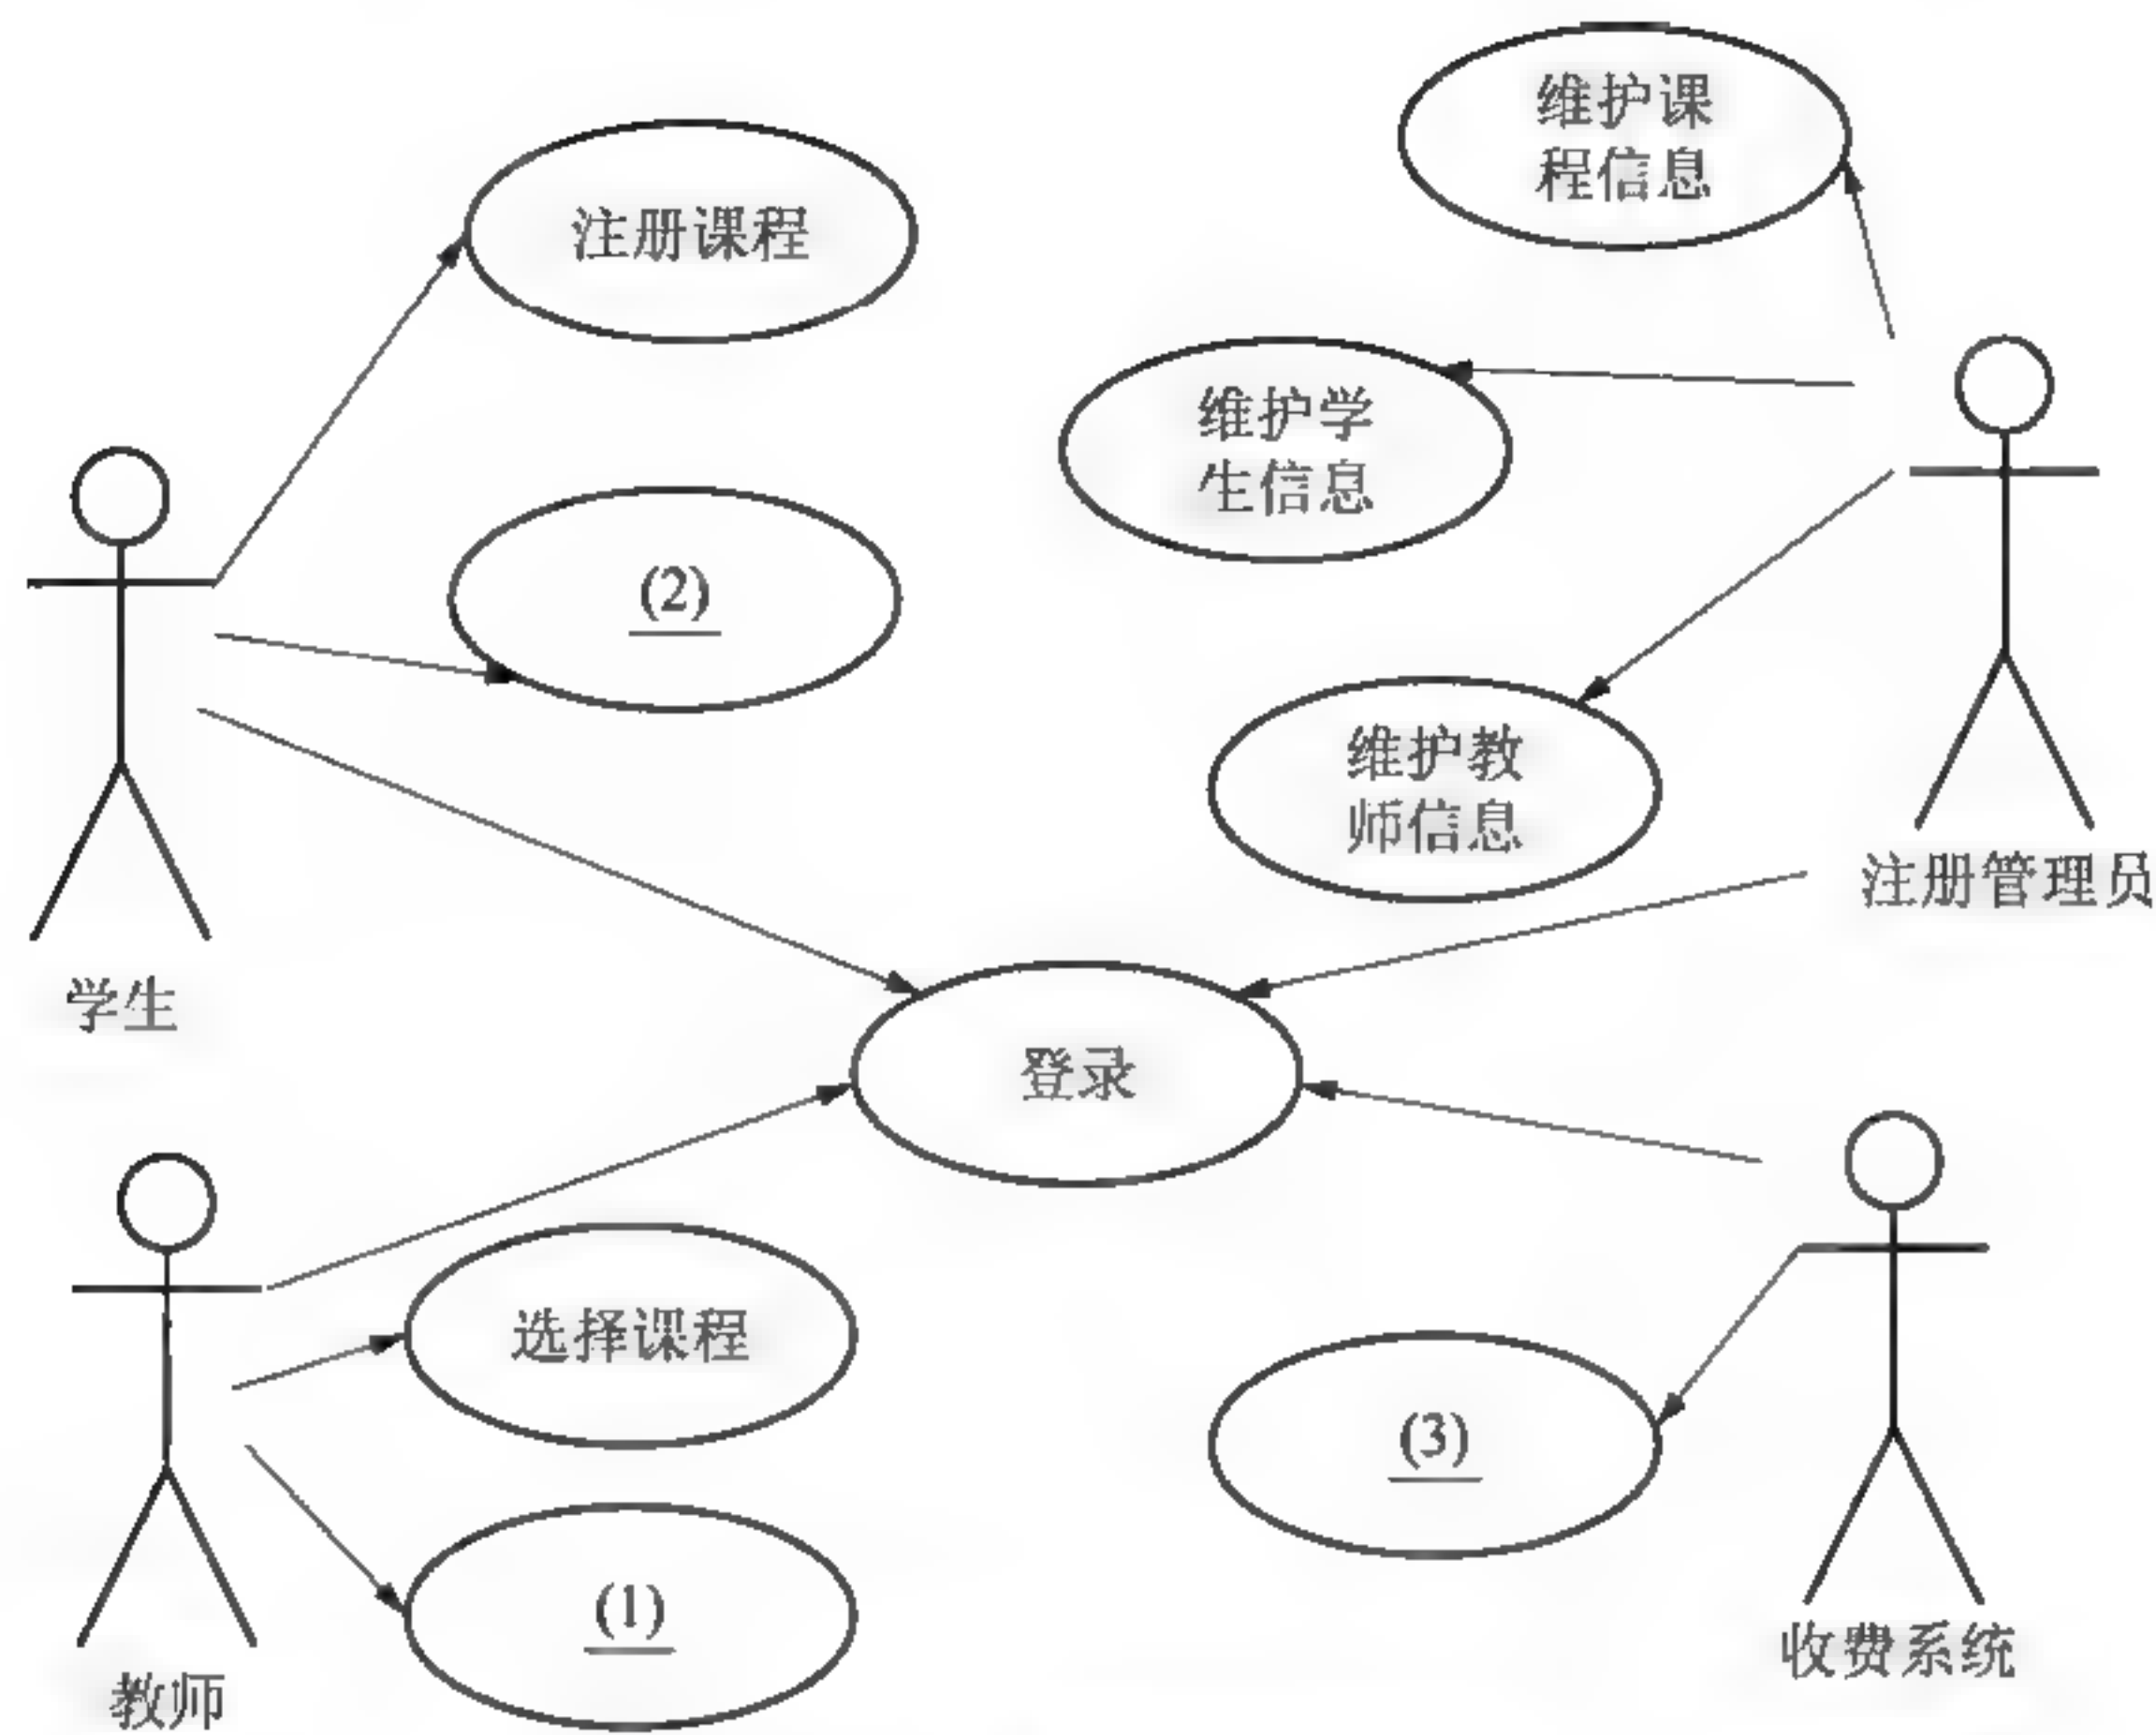 维护课
程信息
注册课程
维护学
生信息
(2)
维护教
师信息
注册管理员
学生
登录
选择课程
(3)
(1)
收费系统
教师